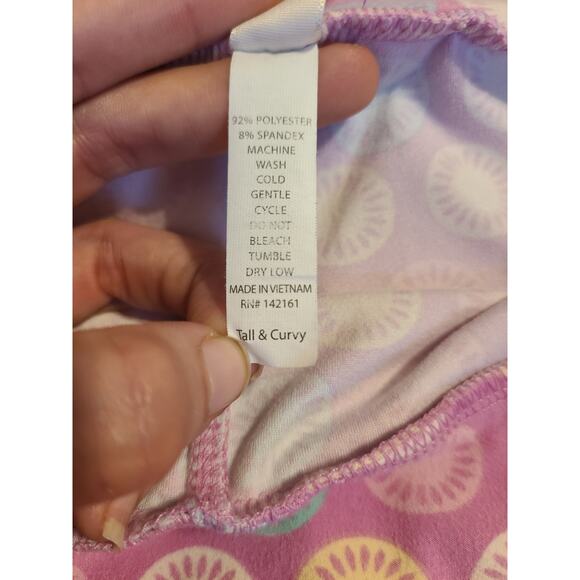 92% POLYESTER
8% SPANDEX
MACHINE
WASH
COLD
GENTLE
CYCLE
DO NOT
BLEACH
TUMBLE
DRY LOW
MADE IN VIETNAM
RN# 142161
Tall & Curvy